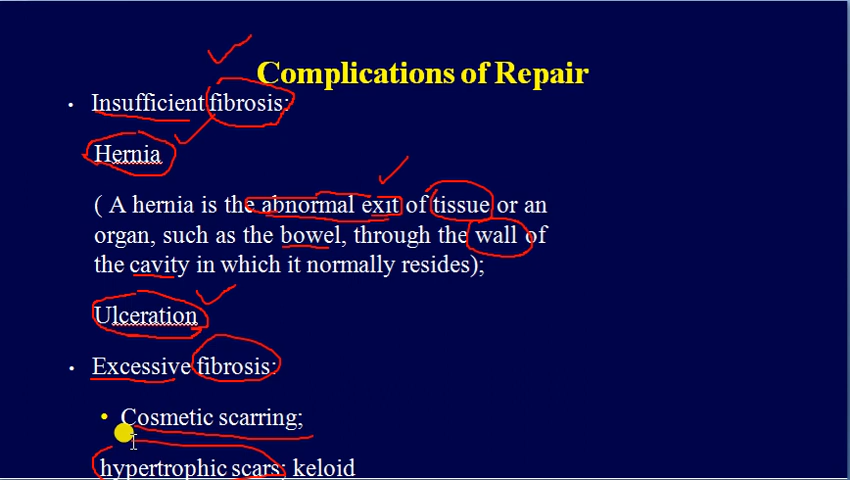 Complications of Repair
• Insufficient fibrosis:
Hernia
( A hernia is the abnormal exit of tissue or an
organ, such as the bowel, through the wall of
the cavity in which it normally resides);
Ulceration
• Excessive fibrosis:
• Cosmetic scarring;
hypertrophic scars; keloid